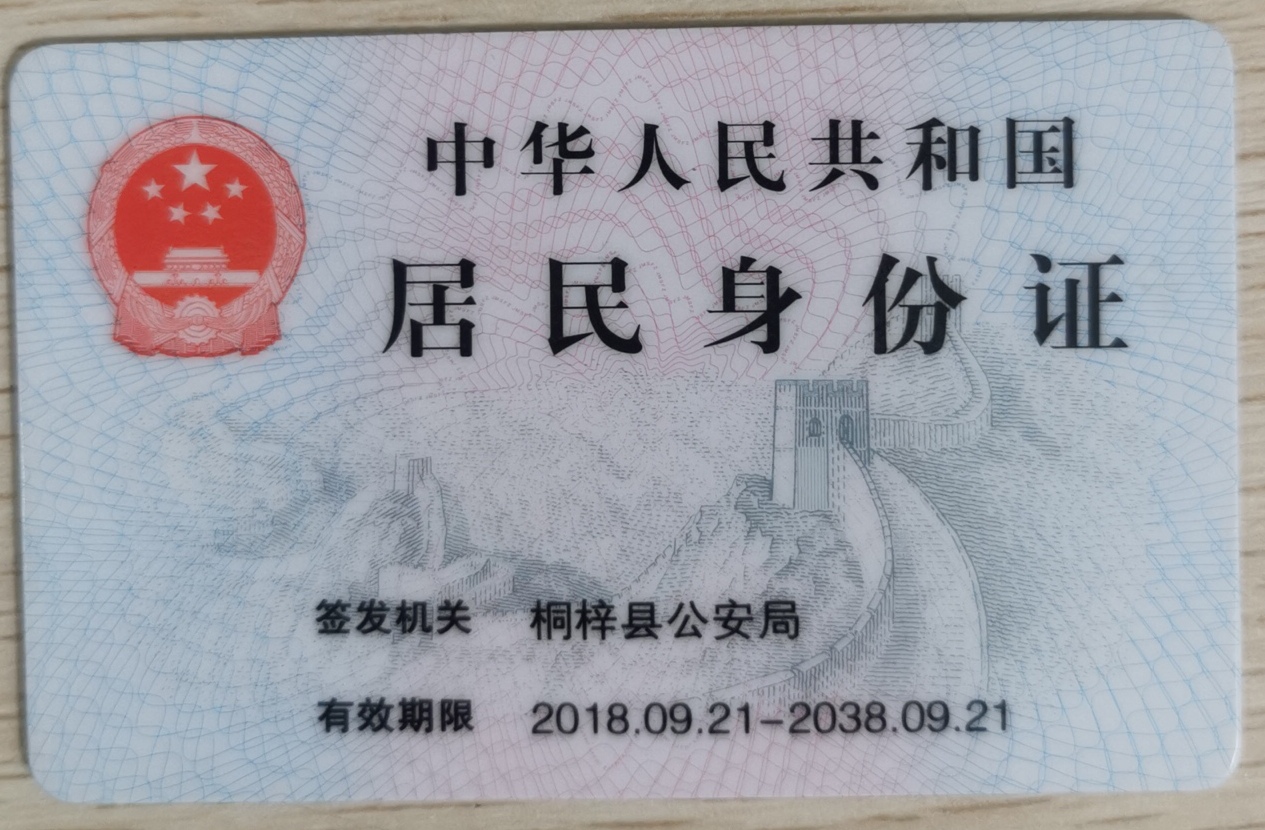 中华人民共和国
居民身份证
签发机关 桐梓县公安局
有效期限 2018.09.21-2038.09.21